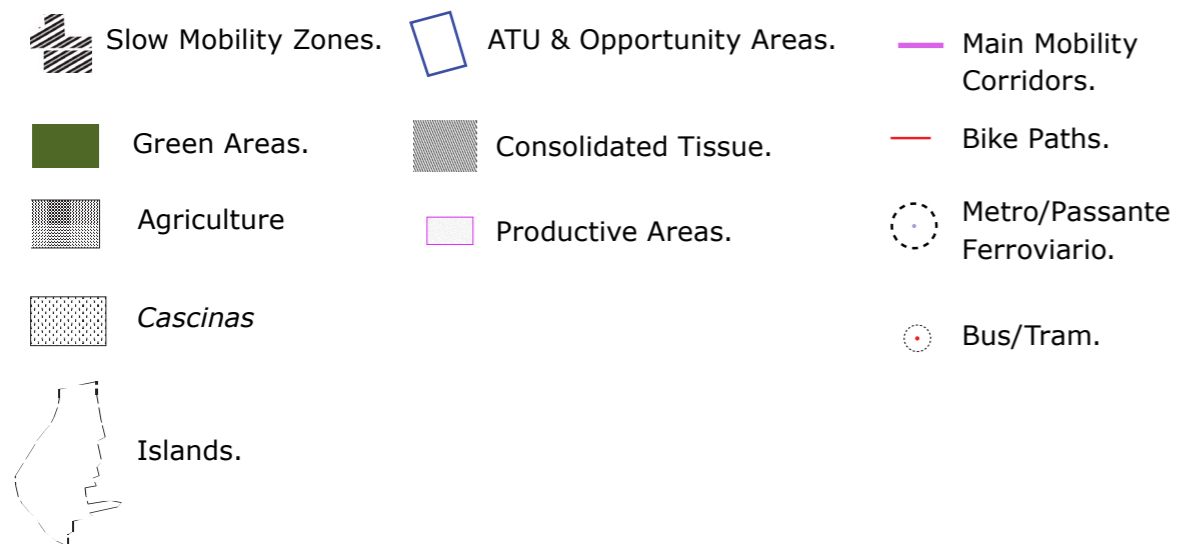 Slow Mobility Zones.
Green Areas.
Agriculture
Cascinas
Islands.
ATU & Opportunity Areas.
Consolidated Tissue.
Productive Areas.
Main Mobility
Corridors.
Bike Paths.
Metro/Passante
Ferroviario.
Bus/Tram.